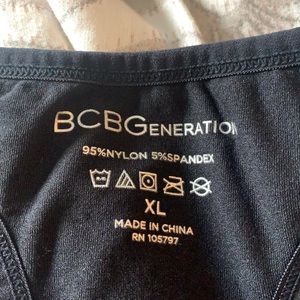 BCBGENERATION
95%NYLON 5%SPANDEX
XL
MADE IN CHINA
RN 105797